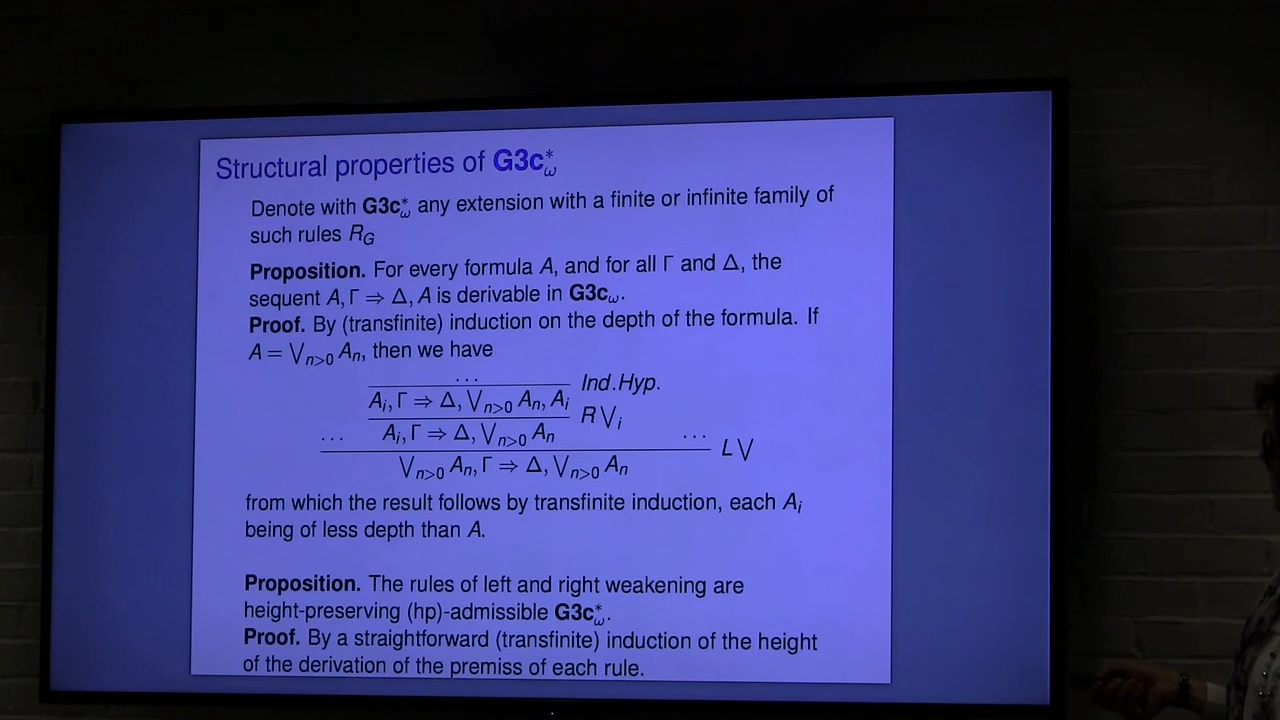 Structural properties of G3c*ω
Denote with G3c*ω any extension with a finite or infinite family of
such rules R_G
Proposition. For every formula A, and for all Γ and Δ, the
sequent A, Γ ⇒ Δ, A is derivable in G3cω.
Proof. By (transfinite) induction on the depth of the formula. If
A = ⋁n>0 An, then we have
... Ind.Hyp.
Ai, Γ ⇒ Δ, ⋁n>0 An, Ai
R⋁i
... Ai, Γ ⇒ Δ, ⋁n>0 An ...
L⋁
⋁n>0 An, Γ ⇒ Δ, ⋁n>0 An
from which the result follows by transfinite induction, each Ai
being of less depth than A.
Proposition. The rules of left and right weakening are
height-preserving (hp)-admissible G3c*ω.
Proof. By a straightforward (transfinite) induction of the height
of the derivation of the premiss of each rule.